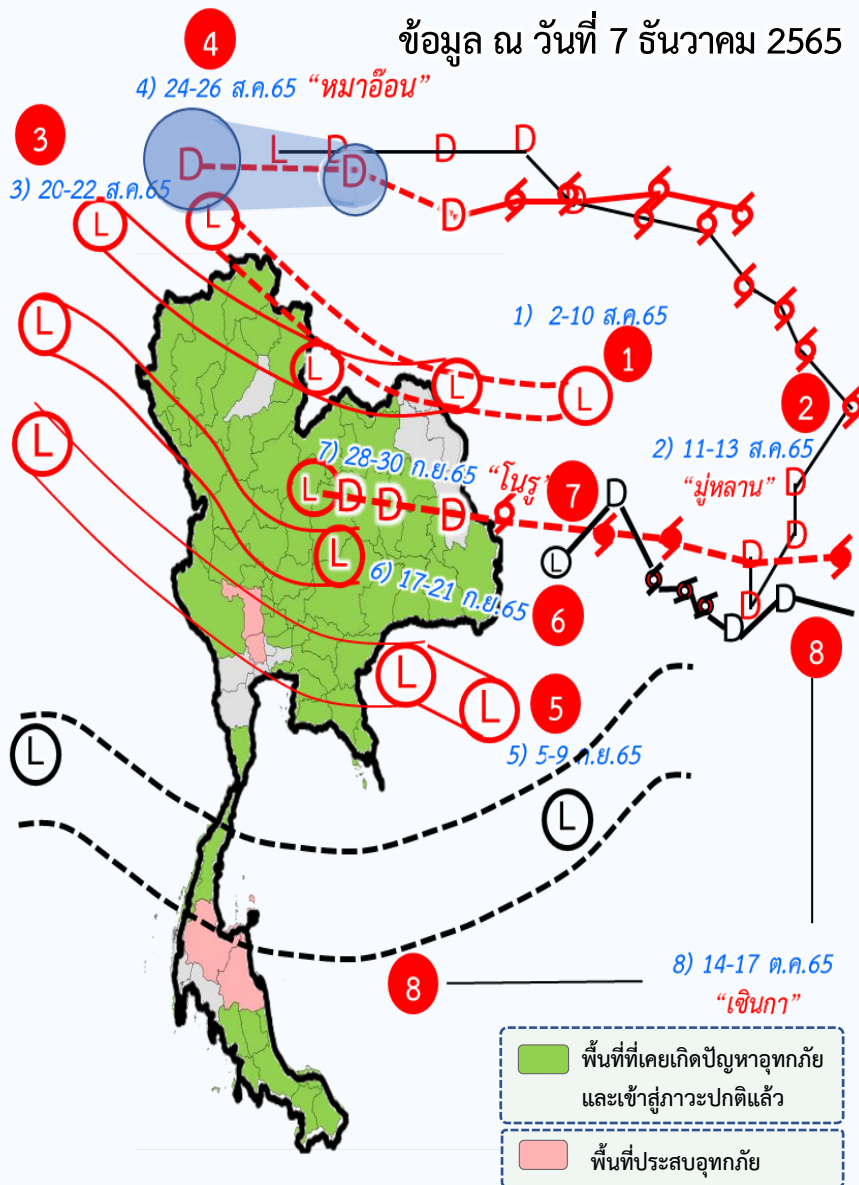 ข้อมูล ณ วันที่ 7 ธันวาคม 2565
4
4) 24-26 ส.ค.65 “หมาอ๊อน”
3
L D D D
D D
3) 20-22 ส.ค.65
D
D
L
L
1) 2-10 ส.ค.65
L
1
L
L
L
2
L
7) 28-30 ก.ย.65 “โนรู”
2) 11-13 ส.ค.65
“มู่หลาน”
7
L D D D
D
D
D
L
L
D
6) 17-21 ก.ย.65
6
D
D
D
8
L
L
5
5) 5-9 ก.ย.65
L
L
8
8) 14-17 ต.ค.65
“เซินกา”
พื้นที่ที่เคยเกิดปัญหาอุทกภัย
และเข้าสู่ภาวะปกติแล้ว
พื้นที่ประสบอุทกภัย